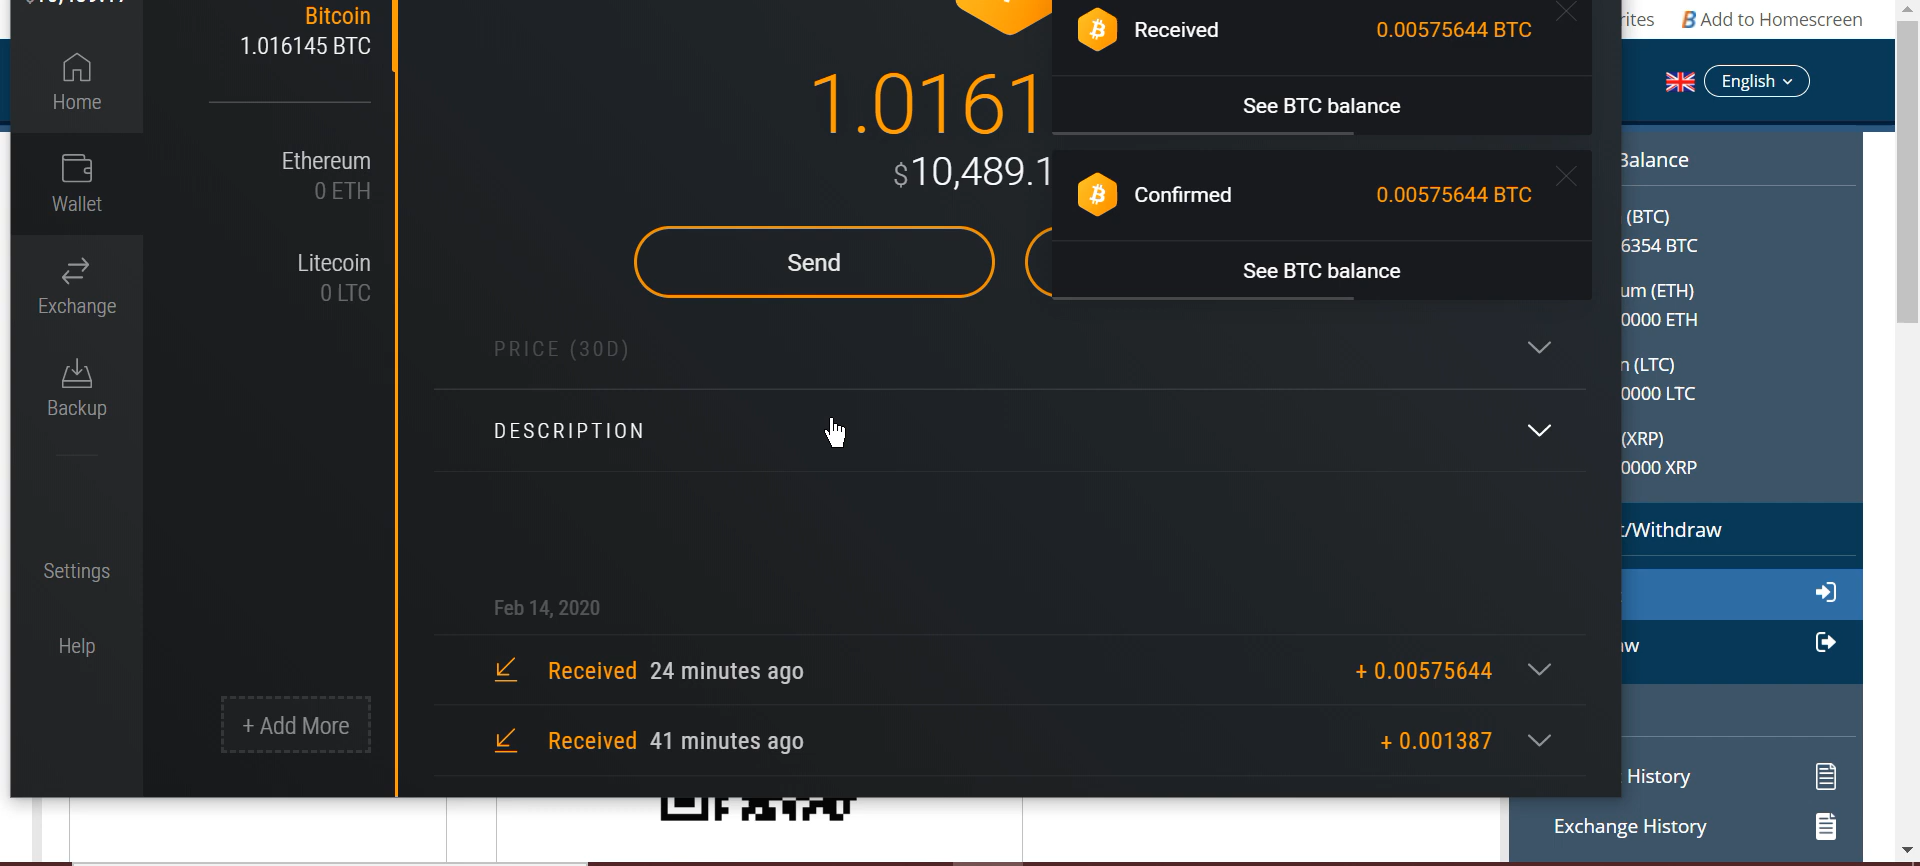 Bitcoin
1.016145 BTC
Home
Ethereum
0 ETH
Wallet
Litecoin
0 LTC
Exchange
Backup
Settings
Help
+ Add More
1.0161
$10,489.1
Send
PRICE (30D)
DESCRIPTION
Feb 14, 2020
Received 24 minutes ago + 0.00575644
Received 41 minutes ago + 0.001387
Received 0.00575644 BTC
See BTC balance
Confirmed 0.00575644 BTC
See BTC balance
rites
Add to Homescreen
English
Balance
(BTC)
6354 BTC
um (ETH)
0000 ETH
n (LTC)
0000 LTC
(XRP)
0000 XRP
/Withdraw
aw
History
Exchange History